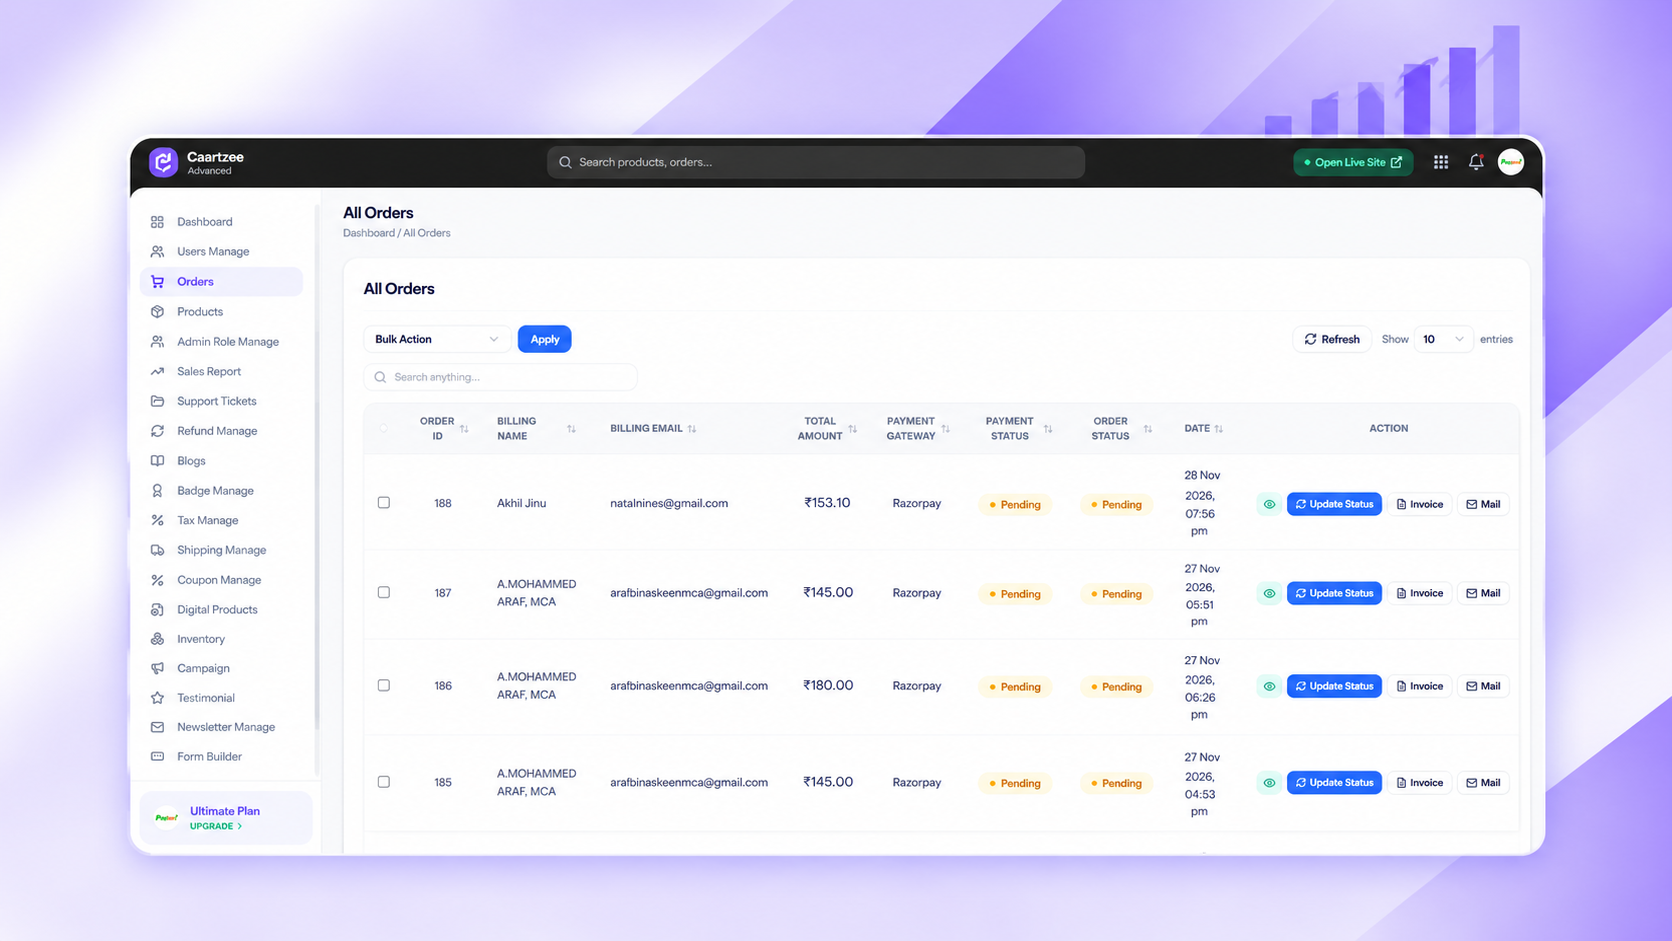 Caartzee
Advanced
Search products, orders...
Open Live Site
Dashboard
Users Manage
Orders
Products
Admin Role Manage
Sales Report
Support Tickets
Refund Manage
Blogs
Badge Manage
Tax Manage
Shipping Manage
Coupon Manage
Digital Products
Inventory
Campaign
Testimonial
Newsletter Manage
Form Builder
Ultimate Plan
UPGRADE >
All Orders
Dashboard / All Orders
All Orders
Bulk Action
Apply
Refresh
Show
10
entries
Search anything...
ORDER ID
BILLING NAME
BILLING EMAIL
TOTAL AMOUNT
PAYMENT GATEWAY
PAYMENT STATUS
ORDER STATUS
DATE
ACTION
188 Akhil Jinu natalnines@gmail.com ₹153.10 Razorpay Pending Pending 28 Nov 2026, 07:56 pm Update Status Invoice Mail
187 A.MOHAMMED ARAF, MCA arafbinaskeenmca@gmail.com ₹145.00 Razorpay Pending Pending 27 Nov 2026, 05:51 pm Update Status Invoice Mail
186 A.MOHAMMED ARAF, MCA arafbinaskeenmca@gmail.com ₹180.00 Razorpay Pending Pending 27 Nov 2026, 06:26 pm Update Status Invoice Mail
185 A.MOHAMMED ARAF, MCA arafbinaskeenmca@gmail.com ₹145.00 Razorpay Pending Pending 27 Nov 2026, 04:53 pm Update Status Invoice Mail